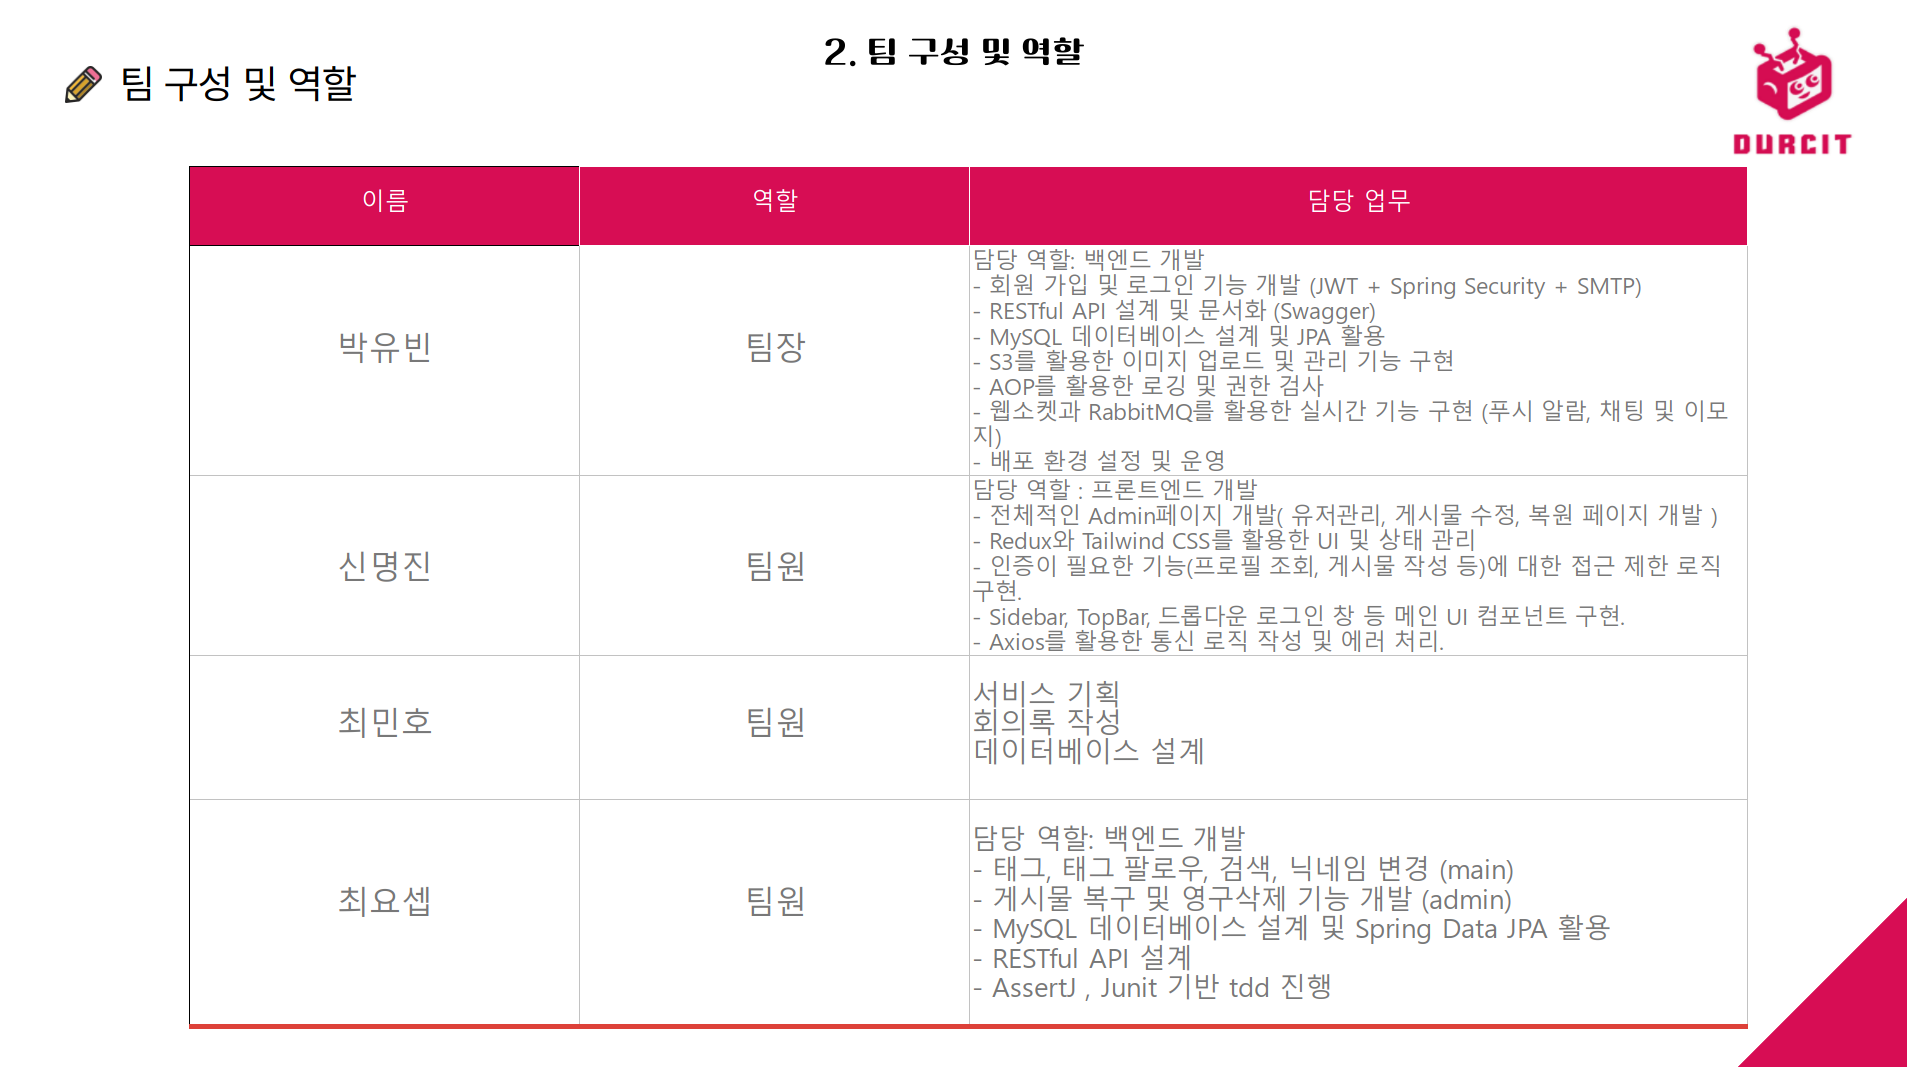 2. 팀 구성 및 역할
팀 구성 및 역할
DURCIT
이름 역할 담당 업무
박유빈 팀장
담당 역할: 백엔드 개발
- 회원 가입 및 로그인 기능 개발 (JWT + Spring Security + SMTP)
- RESTful API 설계 및 문서화 (Swagger)
- MySQL 데이터베이스 설계 및 JPA 활용
- S3를 활용한 이미지 업로드 및 관리 기능 구현
- AOP를 활용한 로깅 및 권한 검사
- 웹소켓과 RabbitMQ를 활용한 실시간 기능 구현 (푸시 알람, 채팅 및 이모
지)
- 배포 환경 설정 및 운영
신명진 팀원
담당 역할 : 프론트엔드 개발
- 전체적인 Admin페이지 개발( 유저관리, 게시물 수정, 복원 페이지 개발 )
- Redux와 Tailwind CSS를 활용한 UI 및 상태 관리
- 인증이 필요한 기능(프로필 조회, 게시물 작성 등)에 대한 접근 제한 로직
구현.
- Sidebar, TopBar, 드롭다운 로그인 창 등 메인 UI 컴포넌트 구현.
- Axios를 활용한 통신 로직 작성 및 에러 처리.
최민호 팀원
서비스 기획
회의록 작성
데이터베이스 설계
최요셉 팀원
담당 역할: 백엔드 개발
- 태그, 태그 팔로우, 검색, 닉네임 변경 (main)
- 게시물 복구 및 영구삭제 기능 개발 (admin)
- MySQL 데이터베이스 설계 및 Spring Data JPA 활용
- RESTful API 설계
- AssertJ , Junit 기반 tdd 진행